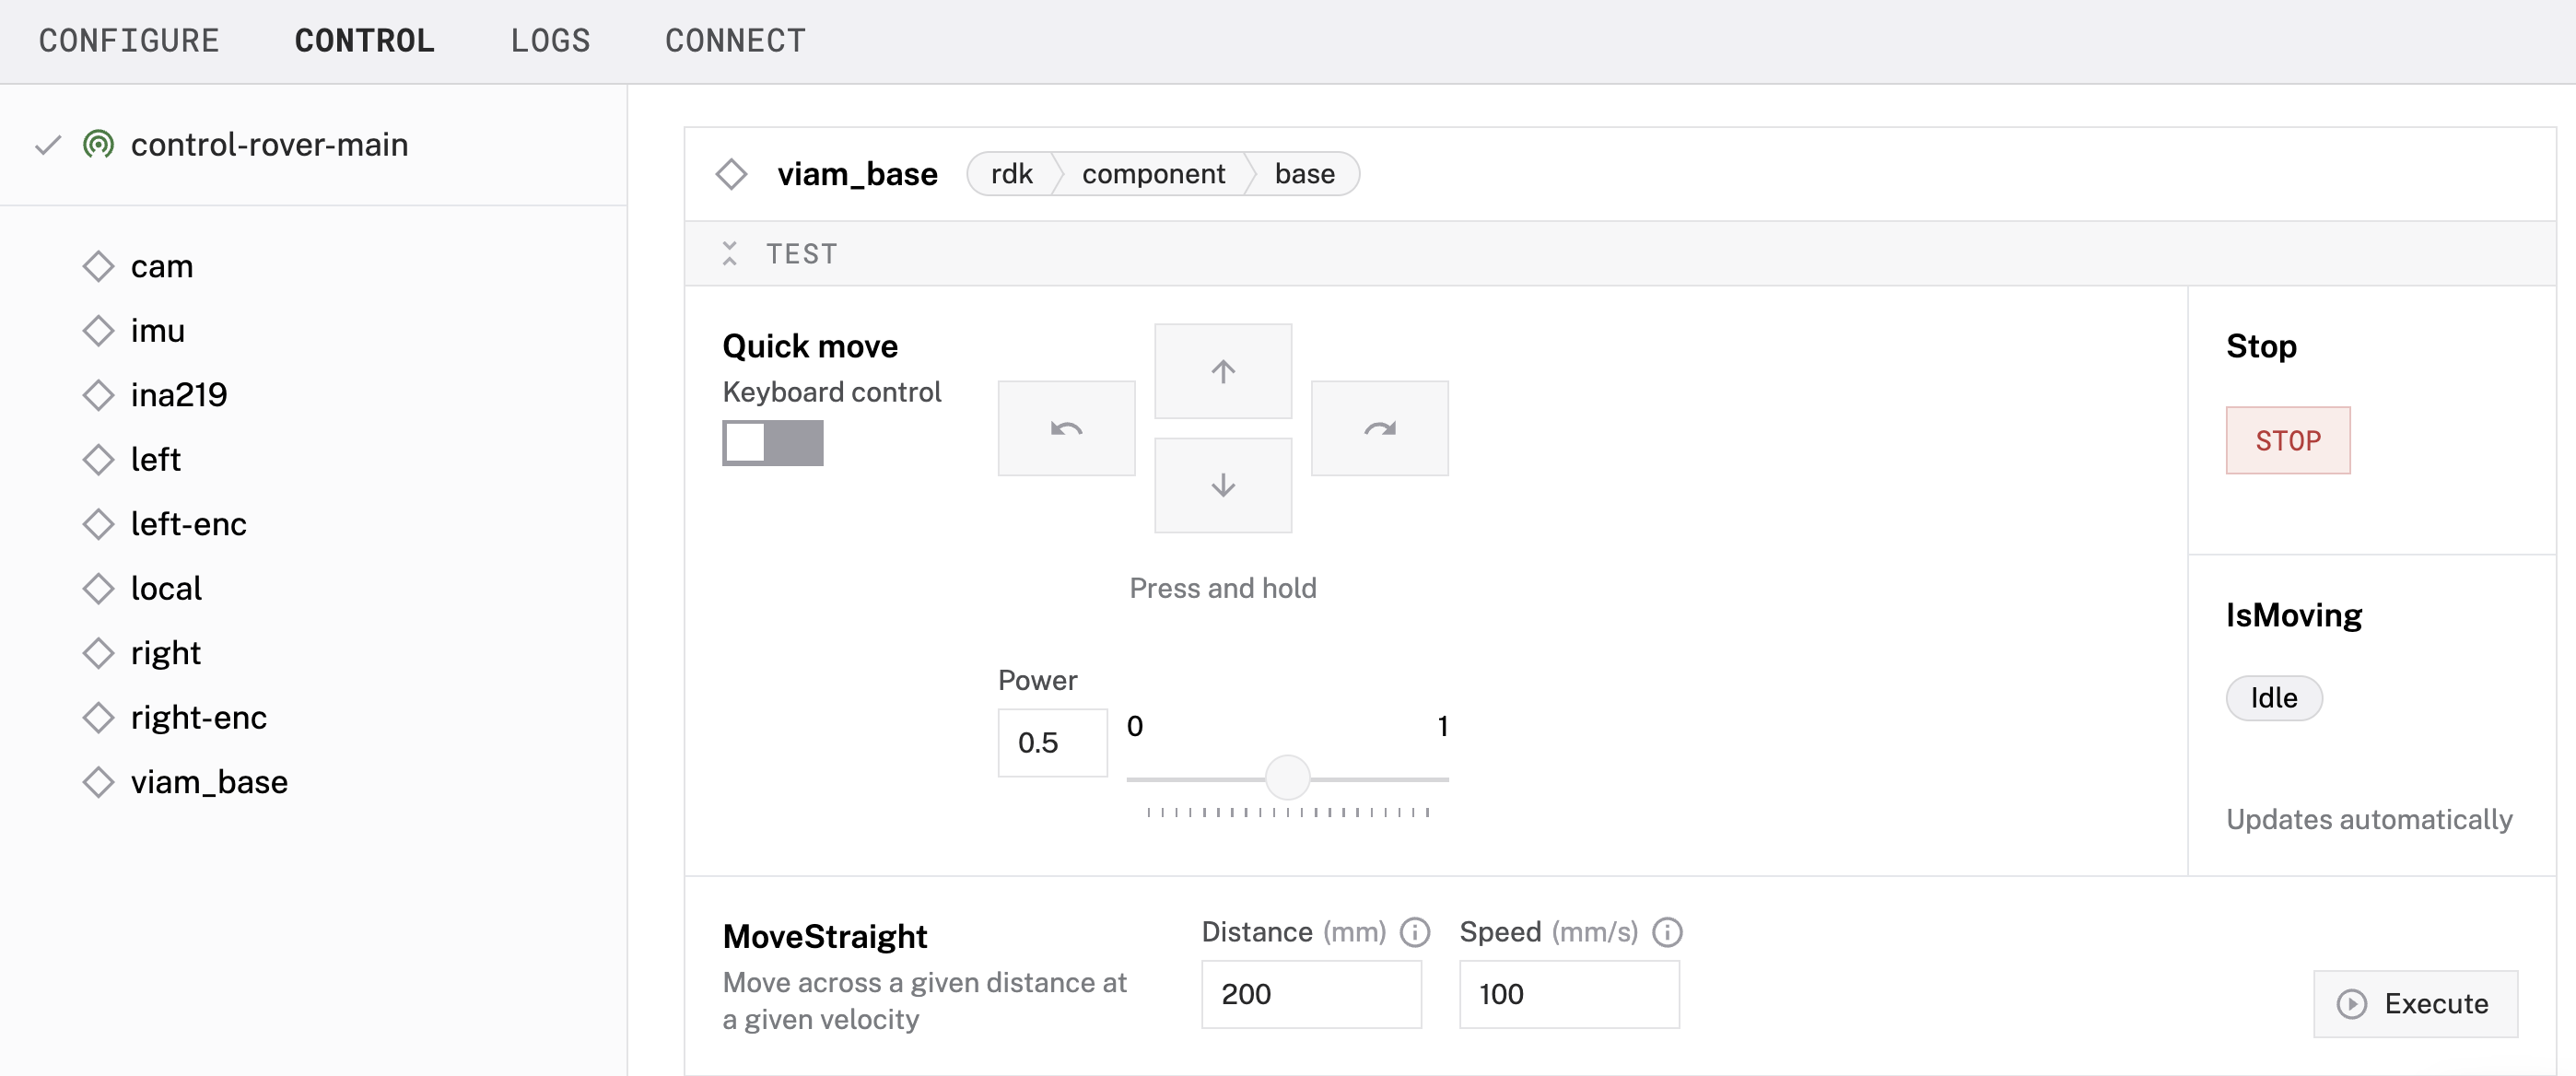 CONFIGURE CONTROL LOGS CONNECT
control-rover-main
cam
imu
ina219
left
left-enc
local
right
right-enc
viam_base
viam_base rdk component base
TEST
Quick move
Keyboard control
Press and hold
Power
0.5
0 1
Stop
STOP
IsMoving
Idle
Updates automatically
MoveStraight
Move across a given distance at
a given velocity
Distance (mm) Speed (mm/s)
200 100
Execute